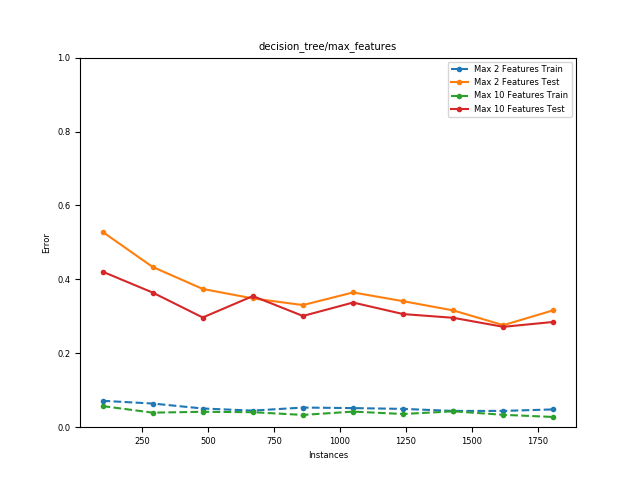 decision_tree/max_features
Max 2 Features Train
Max 2 Features Test
Max 10 Features Train
Max 10 Features Test
1.0
0.8
0.6
0.4
0.2
0.0
Error
250 500 750 1000 1250 1500 1750
Instances